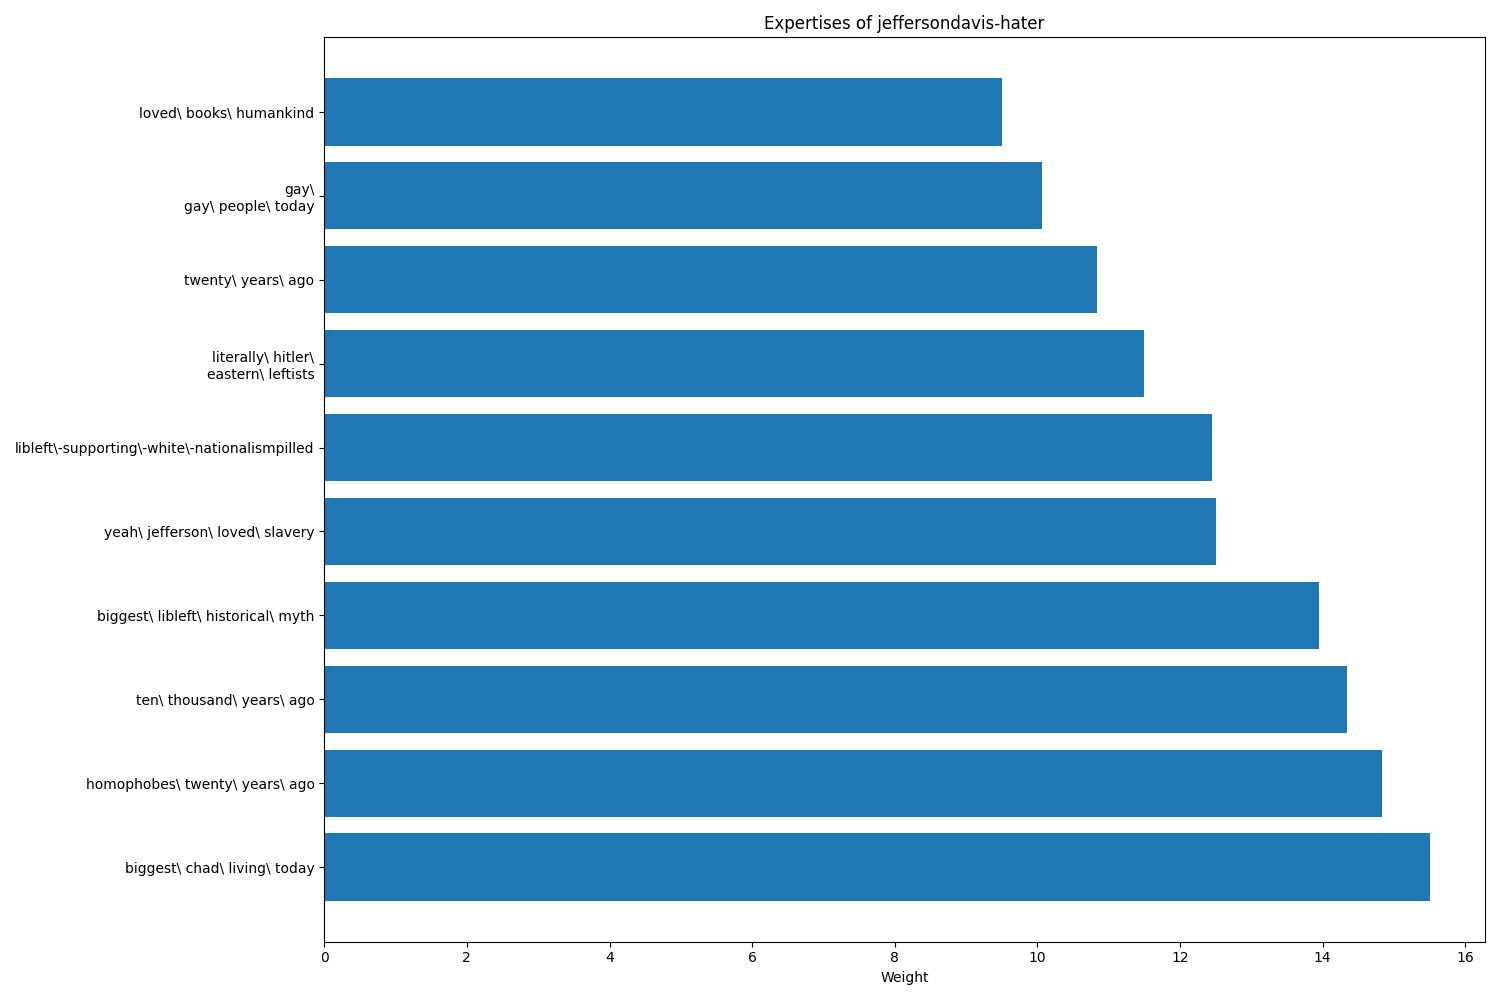 Expertises of jeffersondavis-hater
loved\ books\ humankind
gay\
gay\ people\ today
twenty\ years\ ago
literally\ hitler\
eastern\ leftists
libleft\-supporting\-white\-nationalismpilled
yeah\ jefferson\ loved\ slavery
biggest\ libleft\ historical\ myth
ten\ thousand\ years\ ago
homophobes\ twenty\ years\ ago
biggest\ chad\ living\ today
0 2 4 6 8 10 12 14 16
Weight